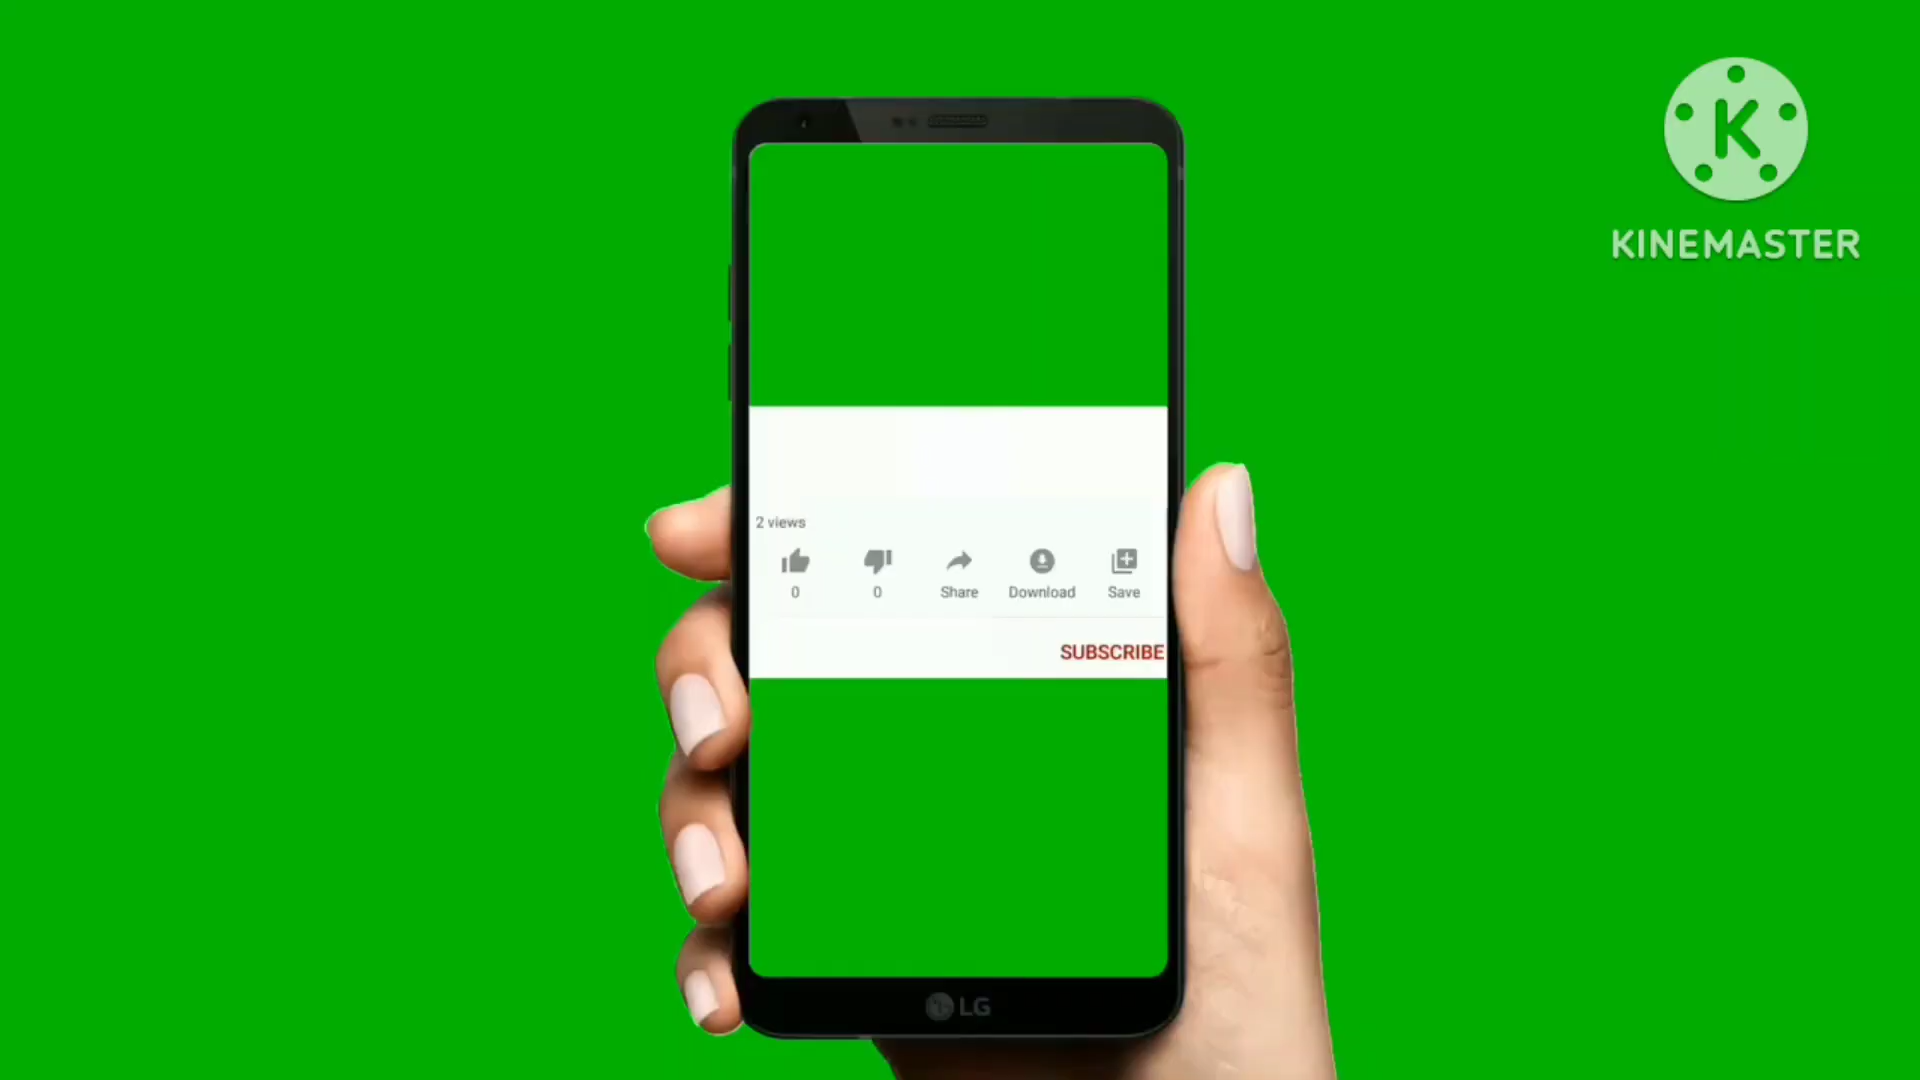 K
KINEMASTER
2 views
0 0 Share Download Save
SUBSCRIBE
LG